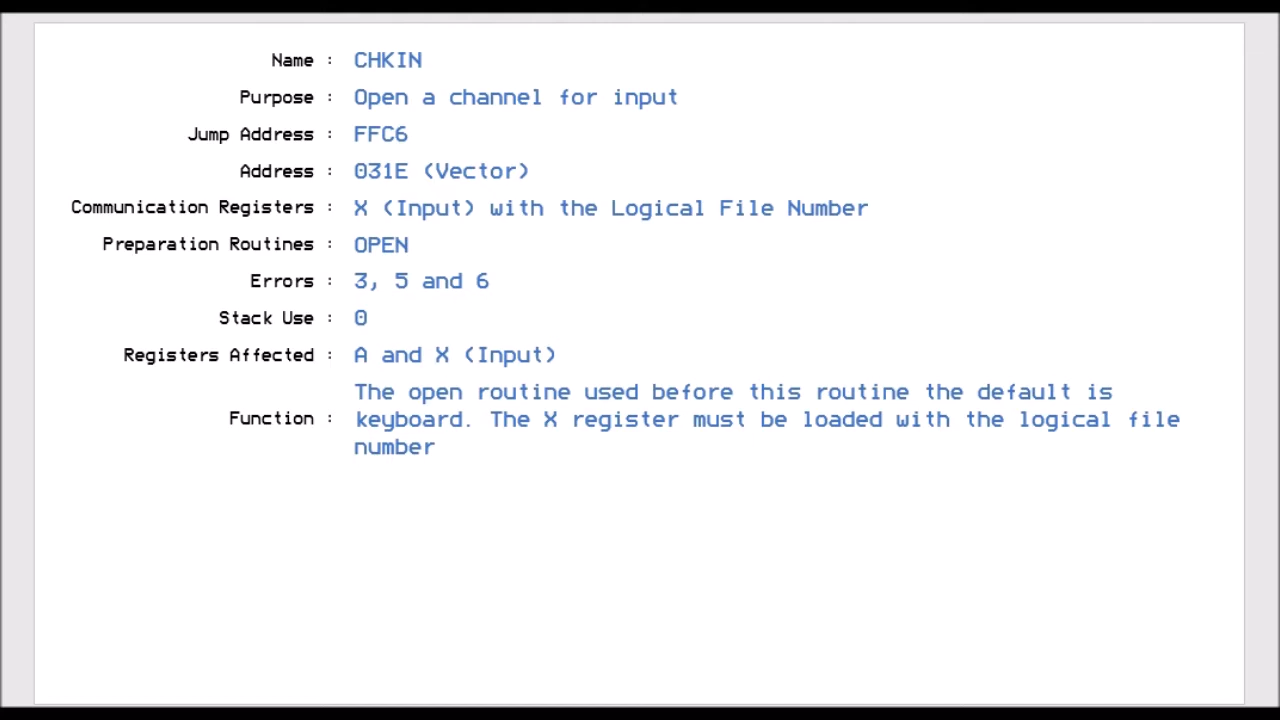 Name : CHKIN
Purpose : Open a channel for input
Jump Address : FFC6
Address : 031E (Vector)
Communication Registers : X (Input) with the Logical File Number
Preparation Routines : OPEN
Errors : 3, 5 and 6
Stack Use : 0
Registers Affected : A and X (Input)
Function : The open routine used before this routine the default is
keyboard. The X register must be loaded with the logical file
number